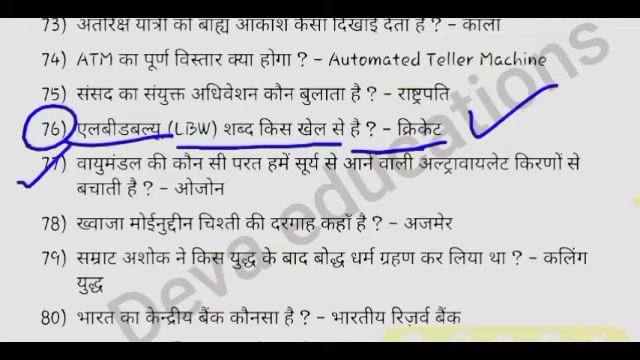 73) अंतरिक्ष यात्री को बाह्य आकाश कैसा दिखाई देता है ? - काला
74) ATM का पूर्ण विस्तार क्या होगा ? - Automated Teller Machine
75) संसद का संयुक्त अधिवेशन कौन बुलाता है ? - राष्ट्रपति
76) एलबीडबल्यू (LBW) शब्द किस खेल से है ? - क्रिकेट
77) वायुमंडल की कौन सी परत हमें सूर्य से आने वाली अल्ट्रावायलेट किरणों से
बचाती है ? - ओजोन
78) ख्वाजा मोईनुद्दीन चिश्ती की दरगाह कहाँ है ? - अजमेर
79) सम्राट अशोक ने किस युद्ध के बाद बोद्ध धर्म ग्रहण कर लिया था ? - कलिंग
युद्ध
80) भारत का केन्द्रीय बैंक कौनसा है ? - भारतीय रिज़र्व बैंक
Deva educations